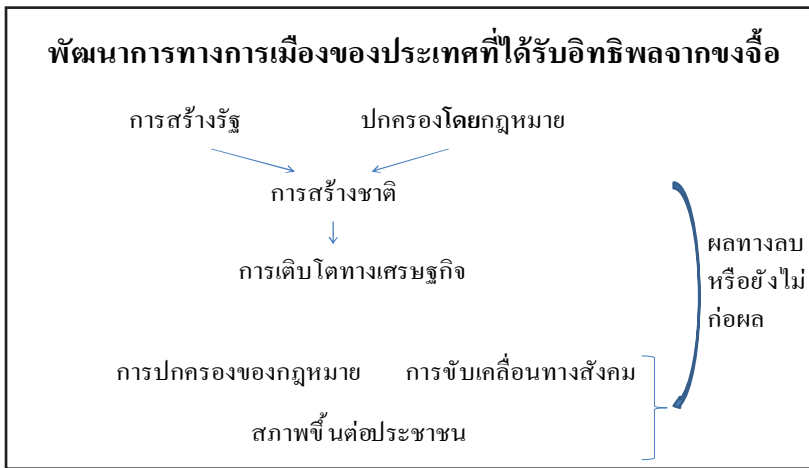 พัฒนาการทางการเมืองของประเทศที่ได้รับอิทธิพลจากขงจื้อ
การสร้างรัฐ ปกครองโดยกฎหมาย
การสร้างชาติ
การเติบโตทางเศรษฐกิจ
ผลทางลบ
หรือยังไม่
ก่อผล
การปกครองของกฎหมาย การขับเคลื่อนทางสังคม
สภาพขึ้นต่อประชาชน